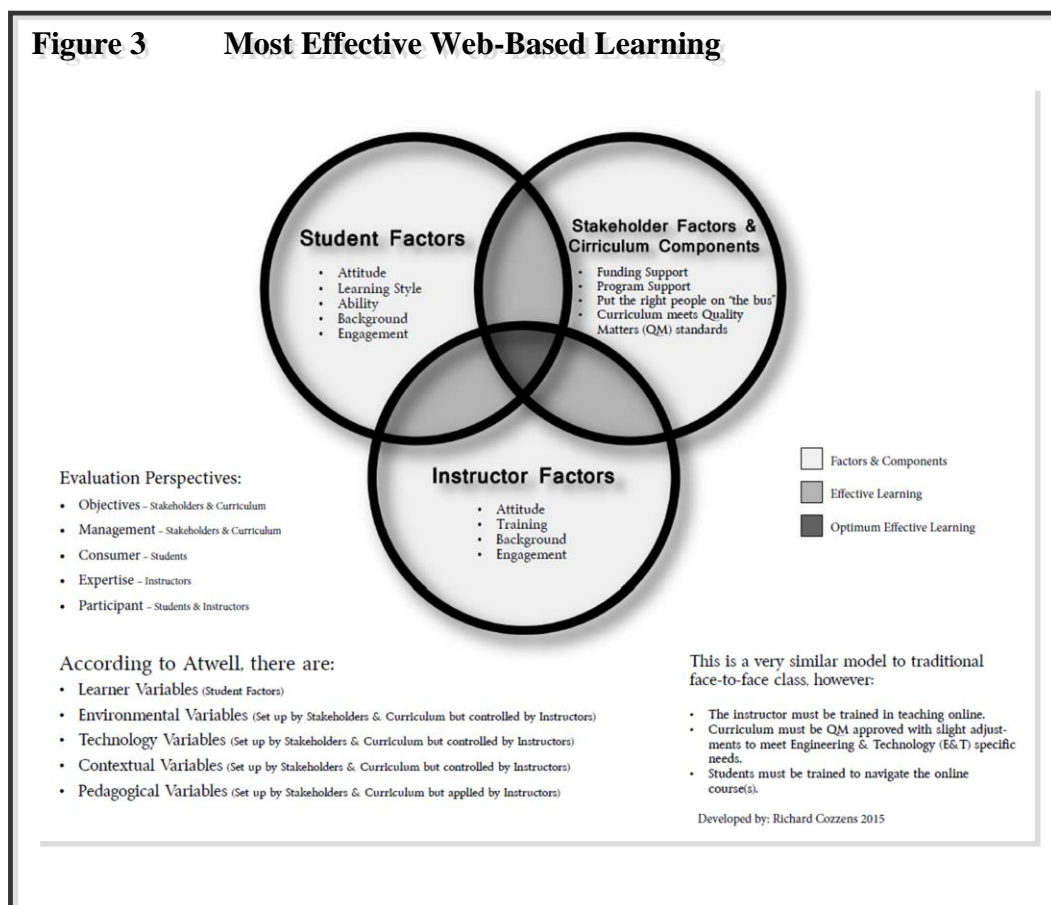 Figure 3 Most Effective Web-Based Learning
Student Factors
• Attitude
• Learning Style
• Ability
• Background
• Engagement
Stakeholder Factors &
Cirriculum Components
• Funding Support
• Program Support
• Put the right people on "the bus"
• Curriculum meets Quality
Matters (QM) standards
Instructor Factors
• Attitude
• Training
• Background
• Engagement
Factors & Components
Effective Learning
Optimum Effective Learning
Evaluation Perspectives:
• Objectives – Stakeholders & Curriculum
• Management – Stakeholders & Curriculum
• Consumer – Students
• Expertise – Instructors
• Participant – Students & Instructors
According to Atwell, there are:
• Learner Variables (Student Factors)
• Environmental Variables (Set up by Stakeholders & Curriculum but controlled by Instructors)
• Technology Variables (Set up by Stakeholders & Curriculum but controlled by Instructors)
• Contextual Variables (Set up by Stakeholders & Curriculum but controlled by Instructors)
• Pedagogical Variables (Set up by Stakeholders & Curriculum but applied by Instructors)
This is a very similar model to traditional
face-to-face class, however:
• The instructor must be trained in teaching online.
• Curriculum must be QM approved with slight adjust-
ments to meet Engineering & Technology (E&T) specific
needs.
• Students must be trained to navigate the online
course(s).
Developed by: Richard Cozzens 2015